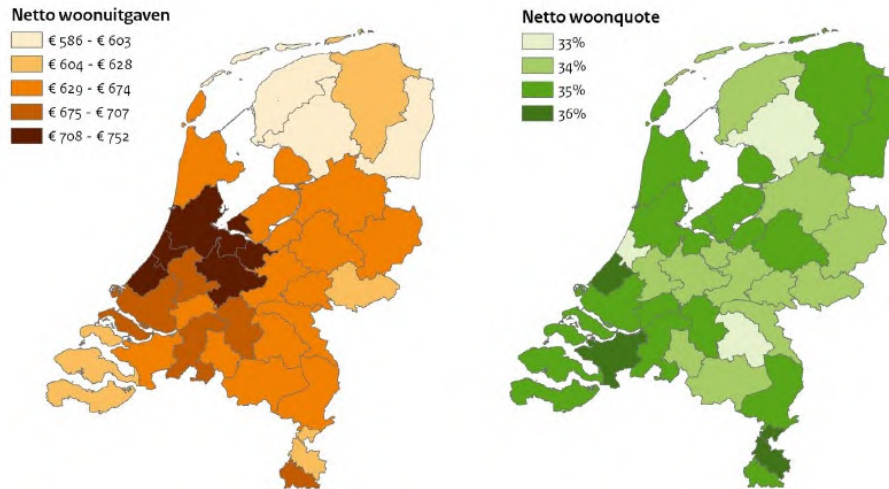 Netto woonuitgaven
€ 586 - € 603
€ 604 - € 628
€ 629 - € 674
€ 675 - € 707
€ 708 - € 752
Netto woonquote
33%
34%
35%
36%